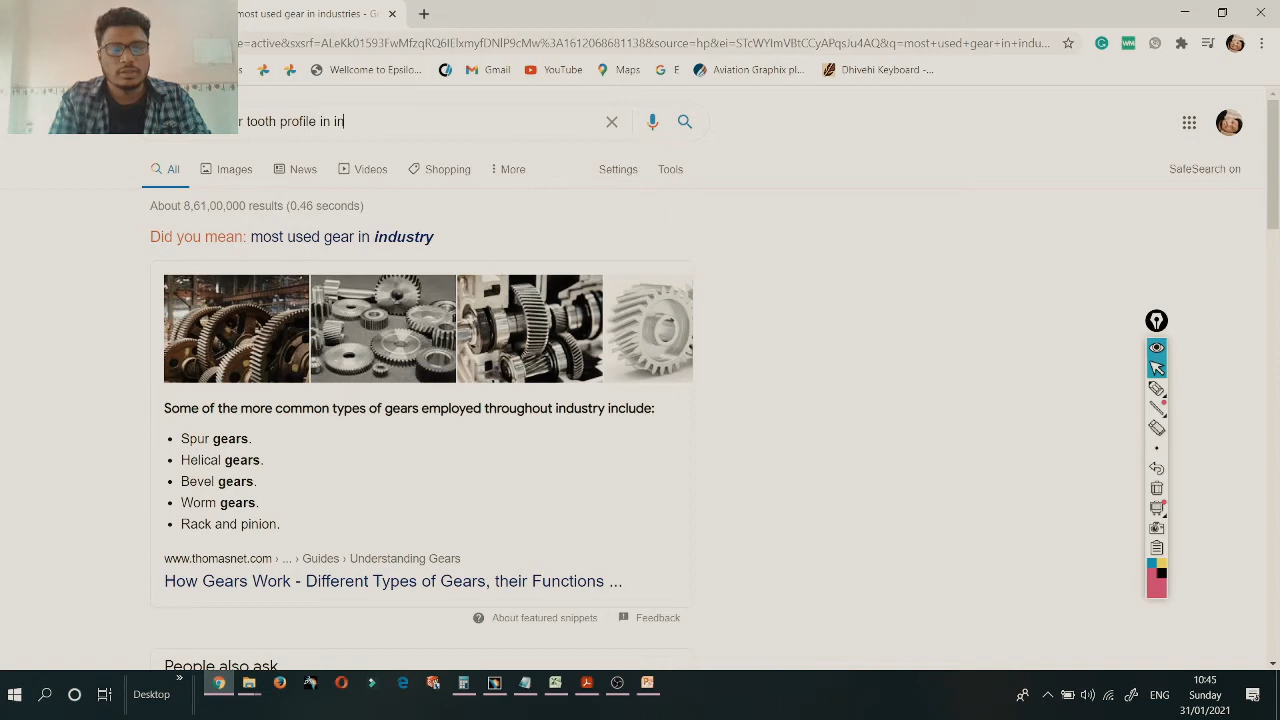 most used gear in industries - G
=active&sxsrf=ALeKk01593FwMfzqQ6IElxmyfDNlP9cMw%3A1612068681138&source=hp&ei=STcWYImVBtCCyAPqsJu4AQ&q=most+used+gear+in+indu...
Wellcome to Epsilo...
Gmail
YouTube
Maps
E
Aviation Graphix pl...
Dhivehi Keyboard -...
r tooth profile in in
All
Images
News
Videos
Shopping
More
Settings
Tools
SafeSearch on
About 8,61,00,000 results (0.46 seconds)
Did you mean: most used gear in industry
Some of the more common types of gears employed throughout industry include:
• Spur gears.
• Helical gears.
• Bevel gears.
• Worm gears.
• Rack and pinion.
www.thomasnet.com › ... › Guides › Understanding Gears
How Gears Work - Different Types of Gears, their Functions ...
About featured snippets
Feedback
People also ask
Desktop
ENG
10:45
Sunday
31/01/2021